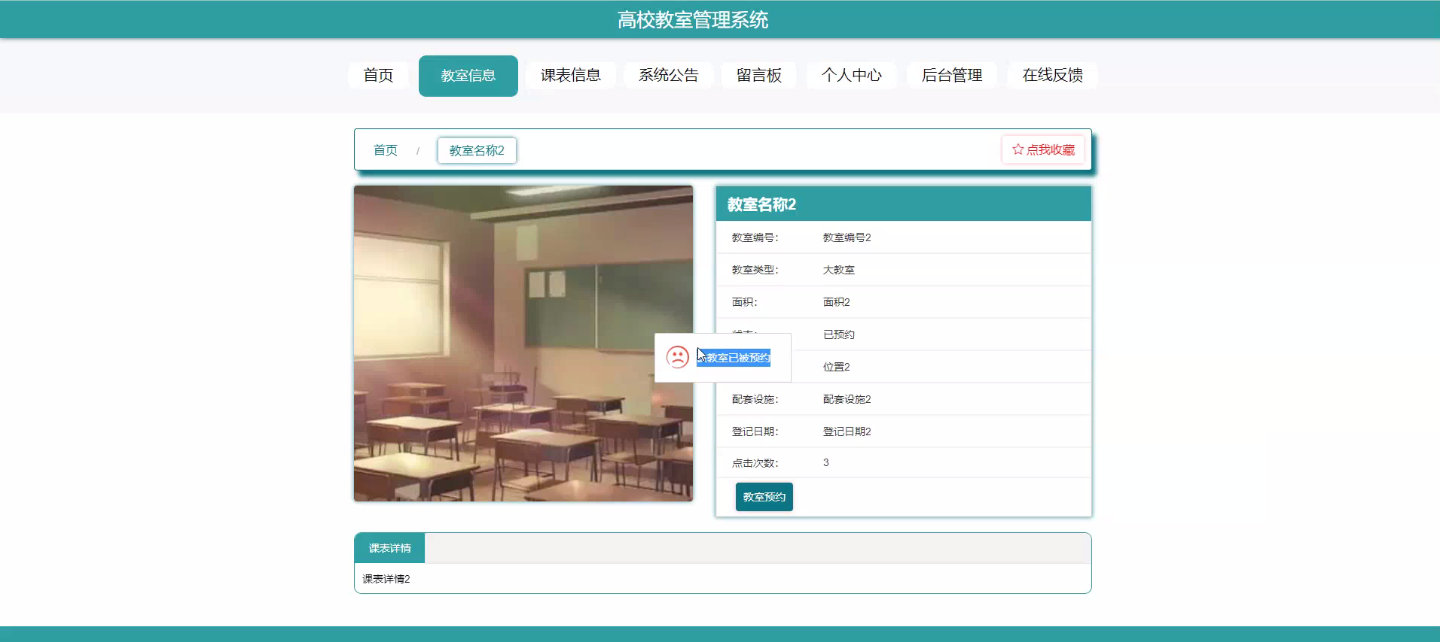 高校教室管理系统
首页 教室信息 课表信息 系统公告 留言板 个人中心 后台管理 在线反馈
首页 / 教室名称2 ☆点我收藏
教室名称2
教室编号: 教室编号2
教室类型: 大教室
面积: 面积2
已预约
教室已被预约
位置2
配套设施: 配套设施2
登记日期: 登记日期2
点击次数: 3
教室预约
课表详情
课表详情2